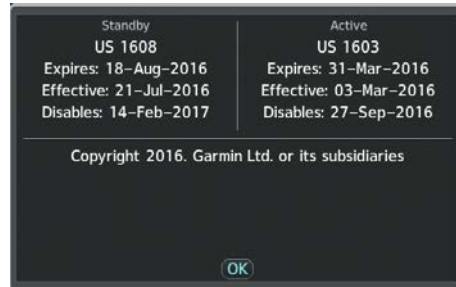 Standby
US 1608
Expires: 18-Aug-2016
Effective: 21-Jul-2016
Disables: 14-Feb-2017
Active
US 1603
Expires: 31-Mar-2016
Effective: 03-Mar-2016
Disables: 27-Sep-2016
Copyright 2016. Garmin Ltd. or its subsidiaries
OK